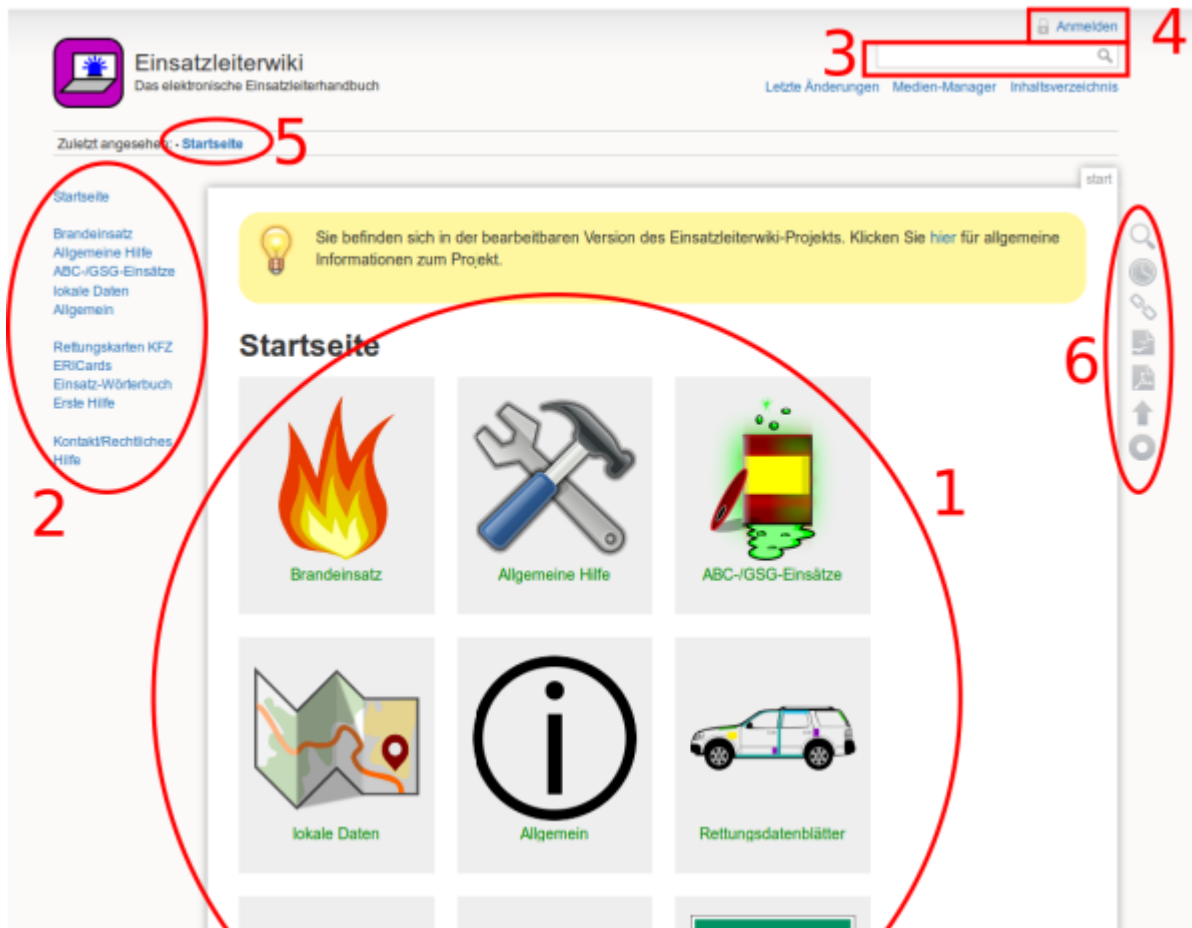 Anmelden
4
3
Einsatzleiterwiki
Das elektronische Einsatzleiterhandbuch
Letzte Änderungen Medien-Manager Inhaltsverzeichnis
Zuletzt angesehen: • Startseite
5
start
Startseite
Brandeinsatz
Allgemeine Hilfe
ABC-/GSG-Einsätze
lokale Daten
Allgemein
Rettungskarten KFZ
ERICards
Einsatz-Wörterbuch
Erste Hilfe
Kontakt/Rechtliches
Hilfe
2
Sie befinden sich in der bearbeitbaren Version des Einsatzleiterwiki-Projekts. Klicken Sie hier für allgemeine
Informationen zum Projekt.
Startseite
6
1
Brandeinsatz
Allgemeine Hilfe
ABC-/GSG-Einsätze
lokale Daten
Allgemein
Rettungsdatenblätter